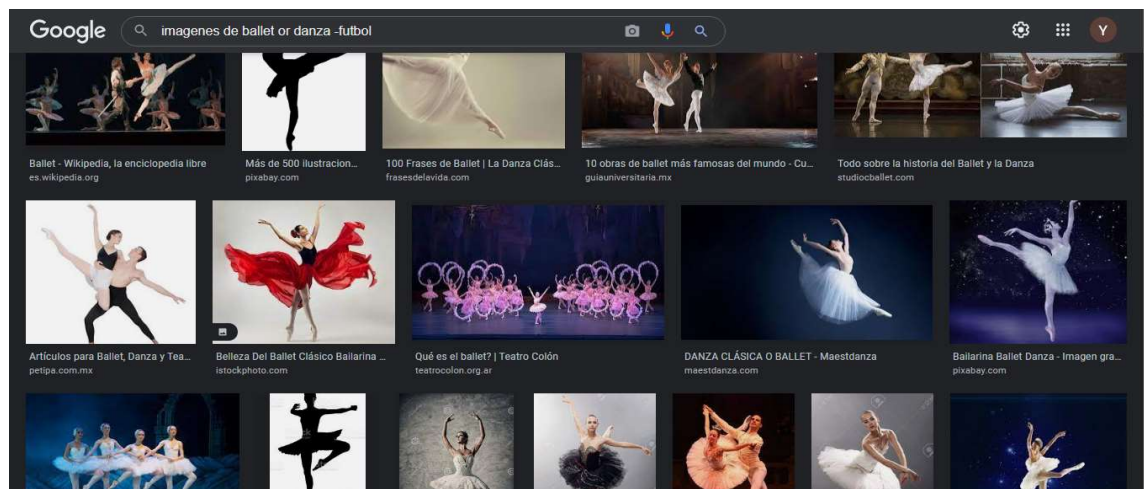 Google
imagenes de ballet or danza -futbol
Y
Ballet - Wikipedia, la enciclopedia libre
es.wikipedia.org
Más de 500 ilustracion...
pixabay.com
100 Frases de Ballet | La Danza Clás...
frasesdelavida.com
10 obras de ballet más famosas del mundo - Cu...
guiauniversitaria.mx
Todo sobre la historia del Ballet y la Danza
studiocballet.com
Artículos para Ballet, Danza y Tea...
petipa.com.mx
Belleza Del Ballet Clásico Bailarina ...
istockphoto.com
Qué es el ballet? | Teatro Colón
teatrocolon.org.ar
DANZA CLÁSICA O BALLET - Maestdanza
maestdanza.com
Bailarina Ballet Danza - Imagen gra...
pixabay.com